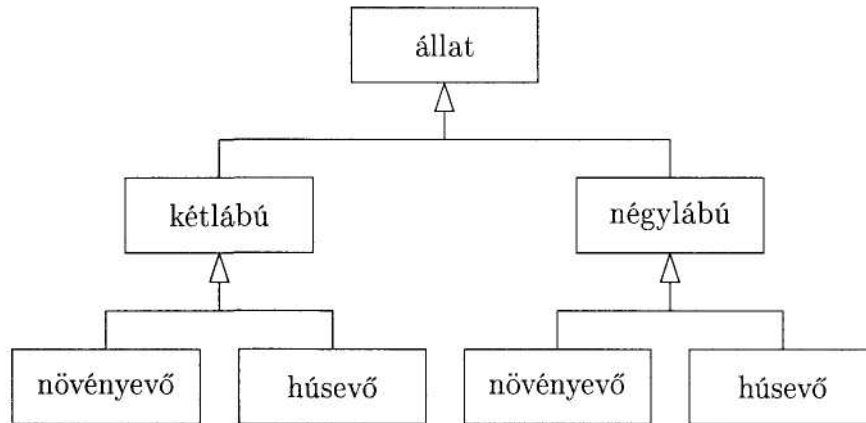 állat
kétlábú
négylábú
növényevő
húsevő
növényevő
húsevő